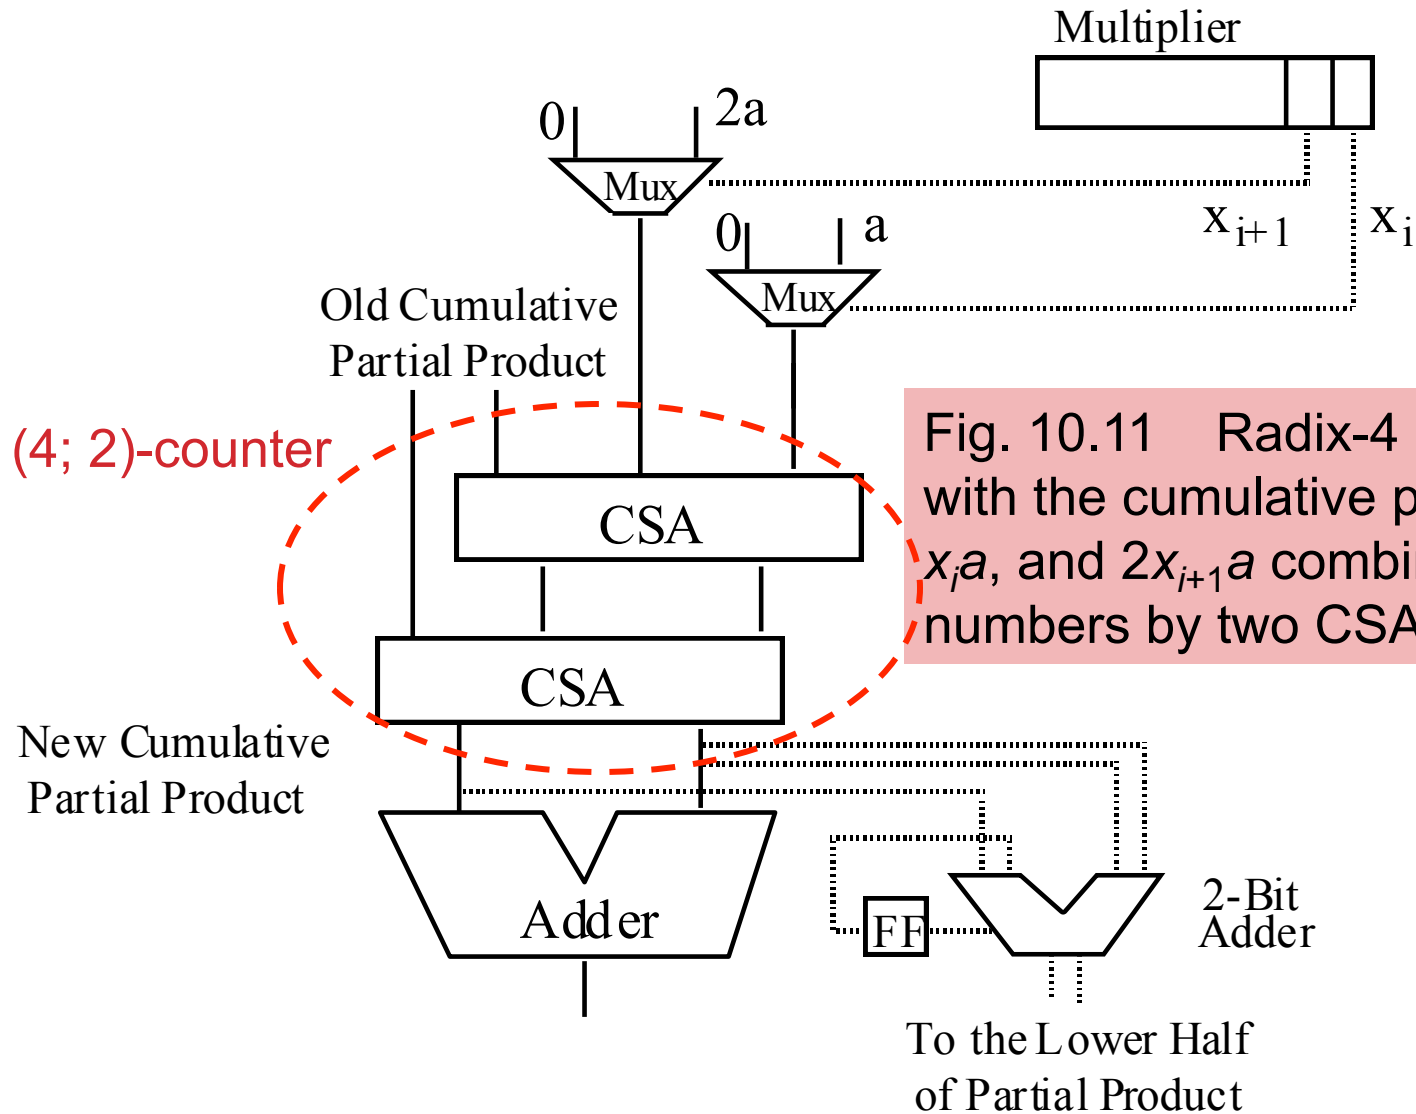 Multiplier
0
2a
Mux
x i+1
x i
0
a
Mux
Old Cumulative
Partial Product
(4; 2)-counter
CSA
Fig. 10.11 Radix-4
with the cumulative p
xia, and 2xi+1a combi
numbers by two CSA
CSA
New Cumulative
Partial Product
Adder
FF
2-Bit
Adder
To the Lower Half
of Partial Product